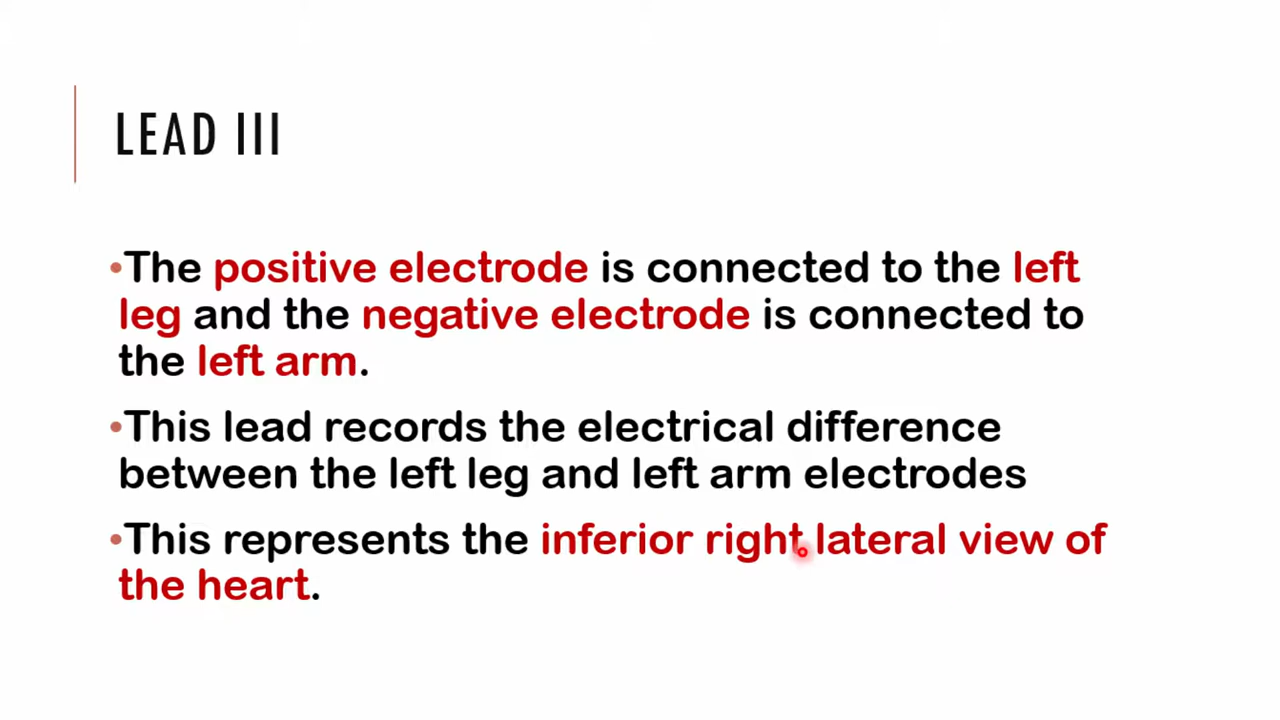 LEAD III
•The positive electrode is connected to the left
leg and the negative electrode is connected to
the left arm.
•This lead records the electrical difference
between the left leg and left arm electrodes
•This represents the inferior right lateral view of
the heart.